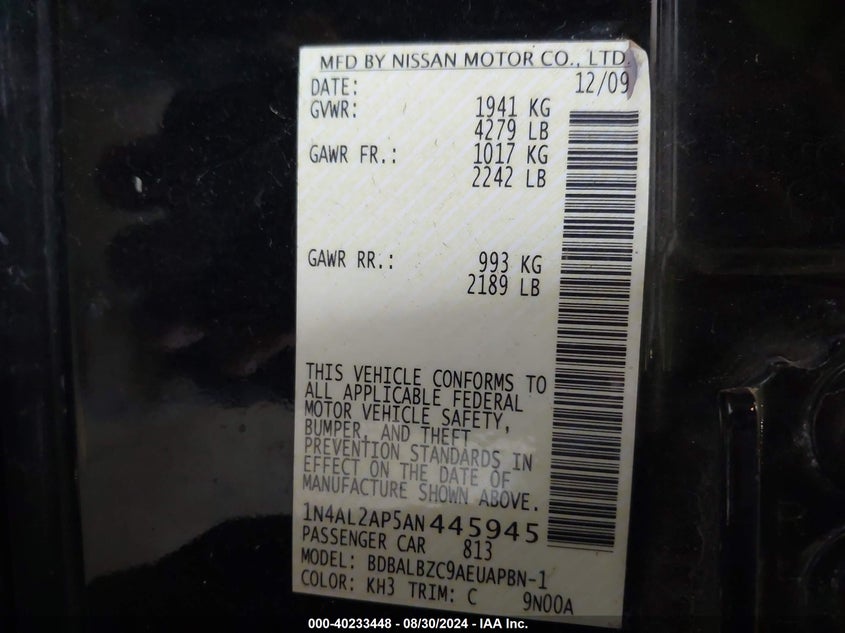 MFD BY NISSAN MOTOR CO., LTD.
DATE: 12/09
GVWR: 1941 KG
4279 LB
GAWR FR.: 1017 KG
2242 LB
GAWR RR.: 993 KG
2189 LB
THIS VEHICLE CONFORMS TO
ALL APPLICABLE FEDERAL
MOTOR VEHICLE SAFETY,
BUMPER, AND THEFT
PREVENTION STANDARDS IN
EFFECT ON THE DATE OF
MANUFACTURE SHOWN ABOVE.
1N4AL2AP5AN445945
PASSENGER CAR 813
MODEL: BDBALBZC9AEUAPBN-1
COLOR: KH3 TRIM: C 9N00A
000-40233448 - 08/30/2024 - IAA Inc.